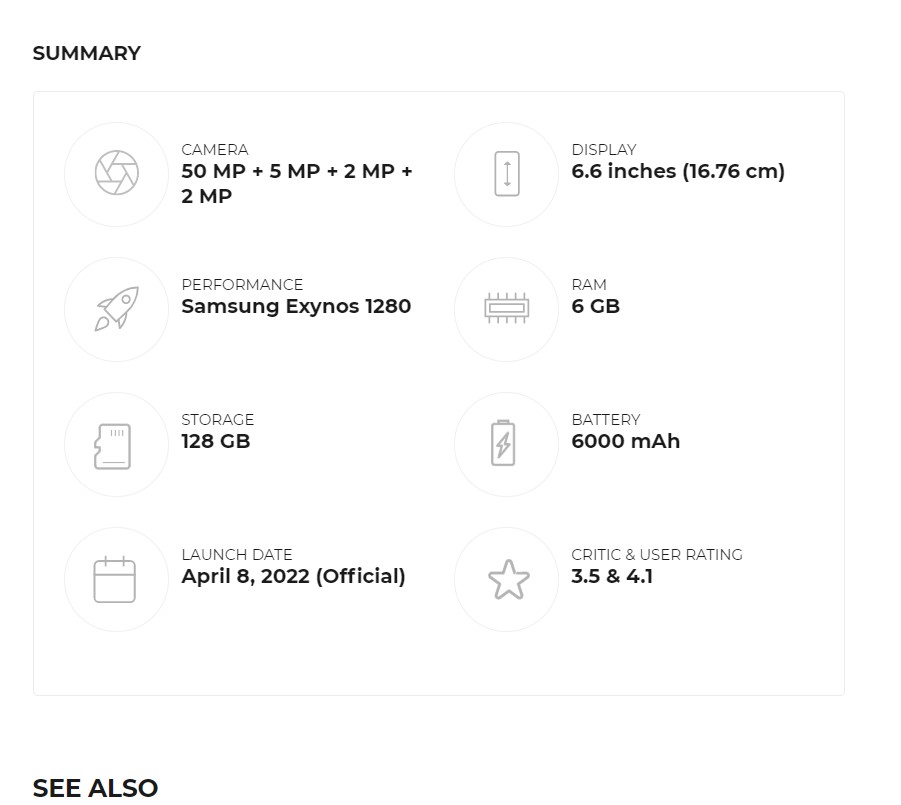 SUMMARY
CAMERA
50 MP + 5 MP + 2 MP +
2 MP
DISPLAY
6.6 inches (16.76 cm)
PERFORMANCE
Samsung Exynos 1280
RAM
6 GB
STORAGE
128 GB
BATTERY
6000 mAh
LAUNCH DATE
April 8, 2022 (Official)
CRITIC & USER RATING
3.5 & 4.1
SEE ALSO